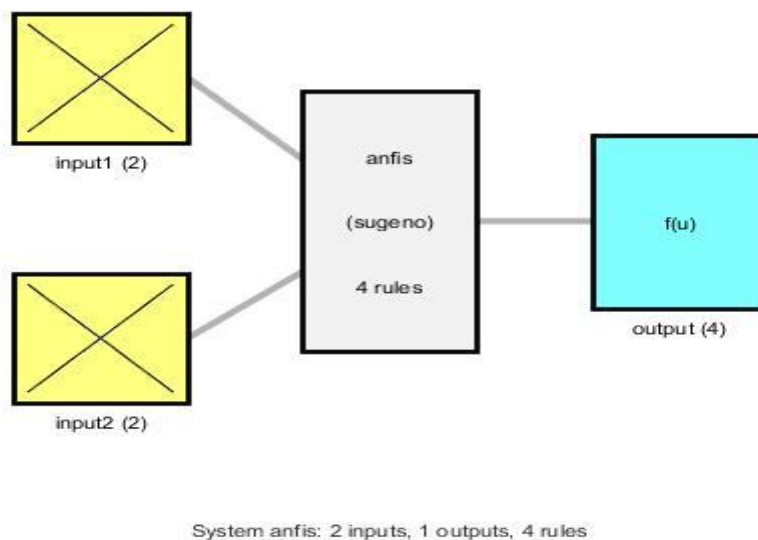 input1 (2)
anfis
(sugeno)
4 rules
f(u)
output (4)
input2 (2)
System anfis: 2 inputs, 1 outputs, 4 rules